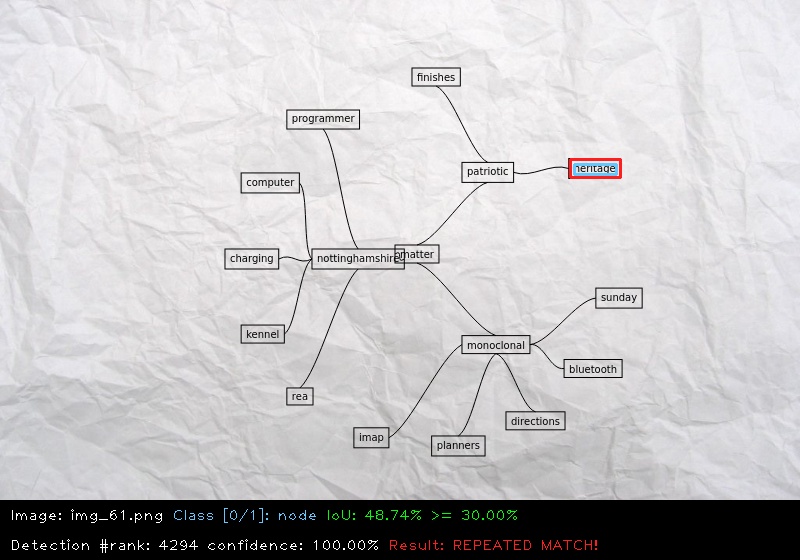 finishes
programmer
patriotic
heritage
computer
matter
nottinghamshire
charging
sunday
kennel
monoclonal
bluetooth
rea
directions
imap
planners
Image: img_61.png Class [0/1]: node IoU: 48.74% >= 30.00%
Detection #rank: 4294 confidence: 100.00% Result: REPEATED MATCH!